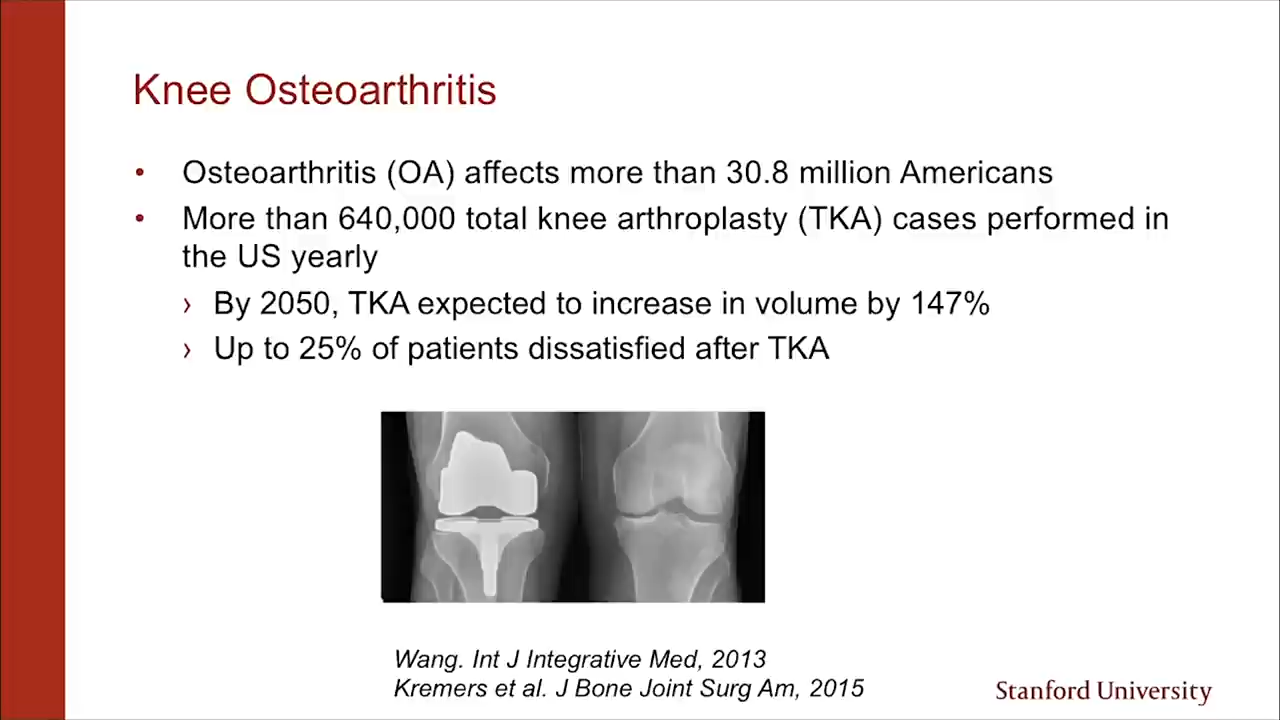 Knee Osteoarthritis
• Osteoarthritis (OA) affects more than 30.8 million Americans
• More than 640,000 total knee arthroplasty (TKA) cases performed in
the US yearly
› By 2050, TKA expected to increase in volume by 147%
› Up to 25% of patients dissatisfied after TKA
Wang. Int J Integrative Med, 2013
Kremers et al. J Bone Joint Surg Am, 2015
Stanford University